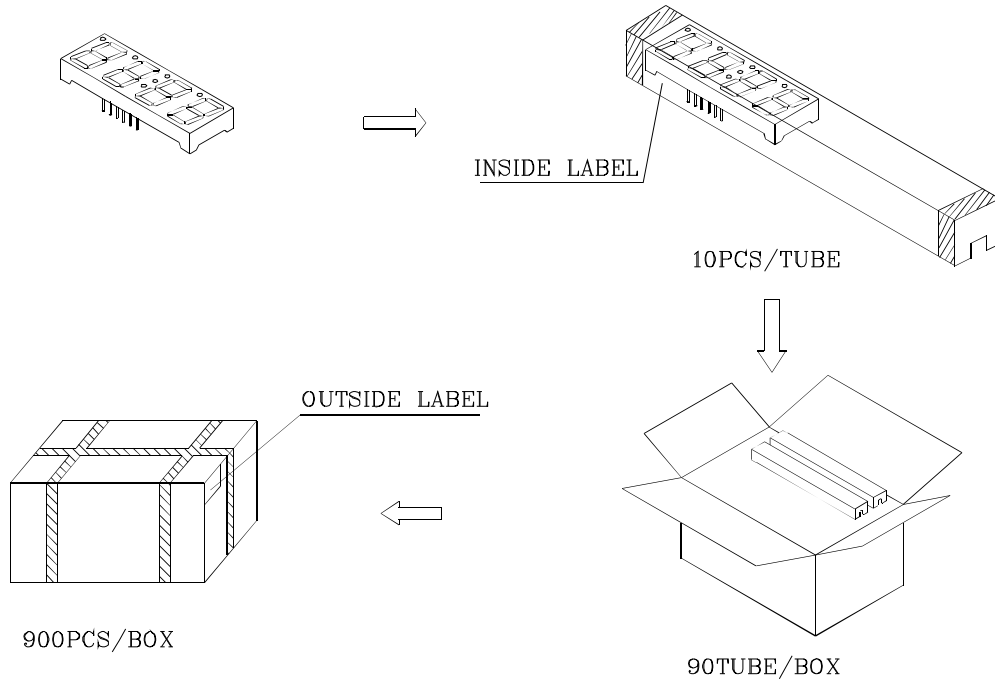 INSIDE LABEL
10PCS/TUBE
OUTSIDE LABEL
900PCS/BOX
90TUBE/BOX